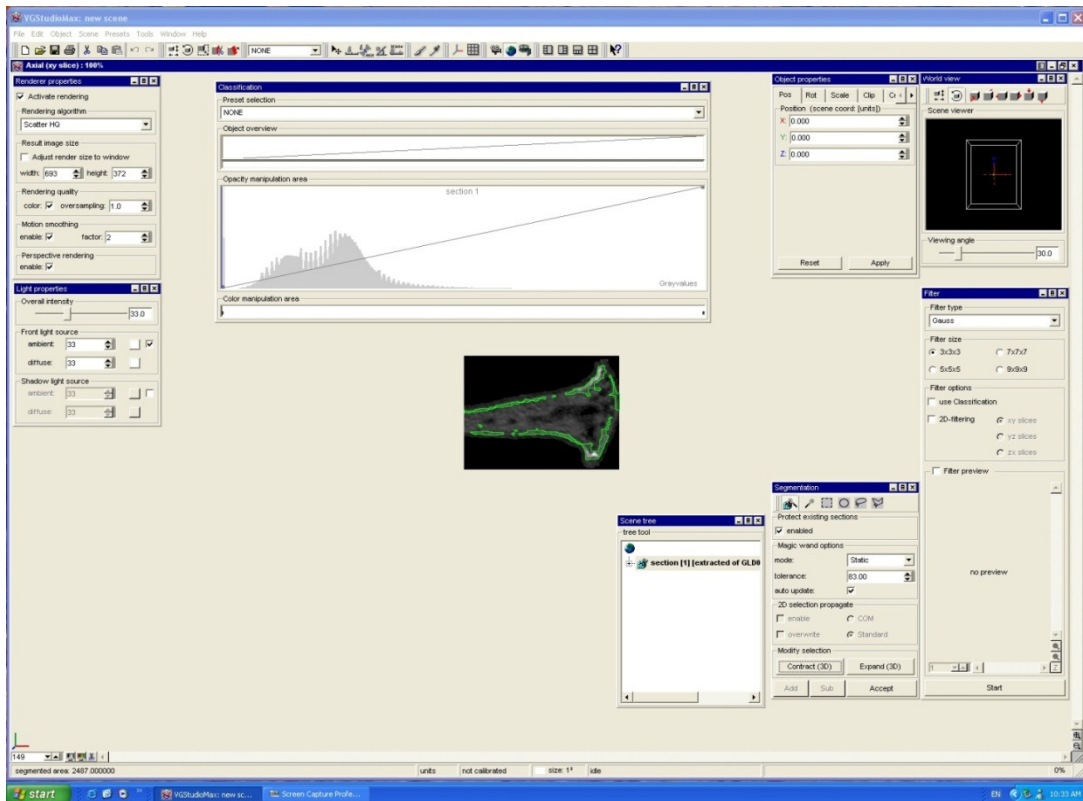 VGStudioMax: new scene
File Edit Object Scene Presets Tools Window Help
NONE
Axial (xy slice) : 100%
Renderer properties
Activate rendering
Rendering algorithm
Scatter HQ
Result image size
Adjust render size to window
width: 693 height: 372
Rendering quality
color: oversampling: 1.0
Motion smoothing
enable: factor: 2
Perspective rendering
enable:
Light properties
Overall intensity
33.0
Front light source
ambient: 33
diffuse: 33
Shadow light source
ambient: 33
diffuse: 33
Classification
Preset selection
NONE
Object overview
Opacity manipulation area
section 1
Grayvalues
Color manipulation area
Object properties
Pos Rot Scale Clip
Position (scene coord. [units])
X: 0.000
Y: 0.000
Z: 0.000
Reset Apply
World view
Scene viewer
Viewing angle
30.0
Filter
Filter type
Gauss
Filter size
3x3x3 7x7x7
5x5x5 9x9x9
Filter options
use Classification
2D-filtering xy slices
yz slices
zx slices
Filter preview
no preview
1
Z
Start
Scene tree
tree tool
section [1] [extracted of GLD0
Segmentation
Protect existing sections
enabled
Magic wand options
mode: Static
tolerance: 83.00
auto update:
2D selection propagate
enable COM
overwrite Standard
Modify selection
Contract (3D) Expand (3D)
Add Sub Accept
149
segmented area: 2487.000000 units not calibrated size: 1³ idle 0%
start VGStudioMax: new sc... Screen Capture Profe... EN 10:33 AM